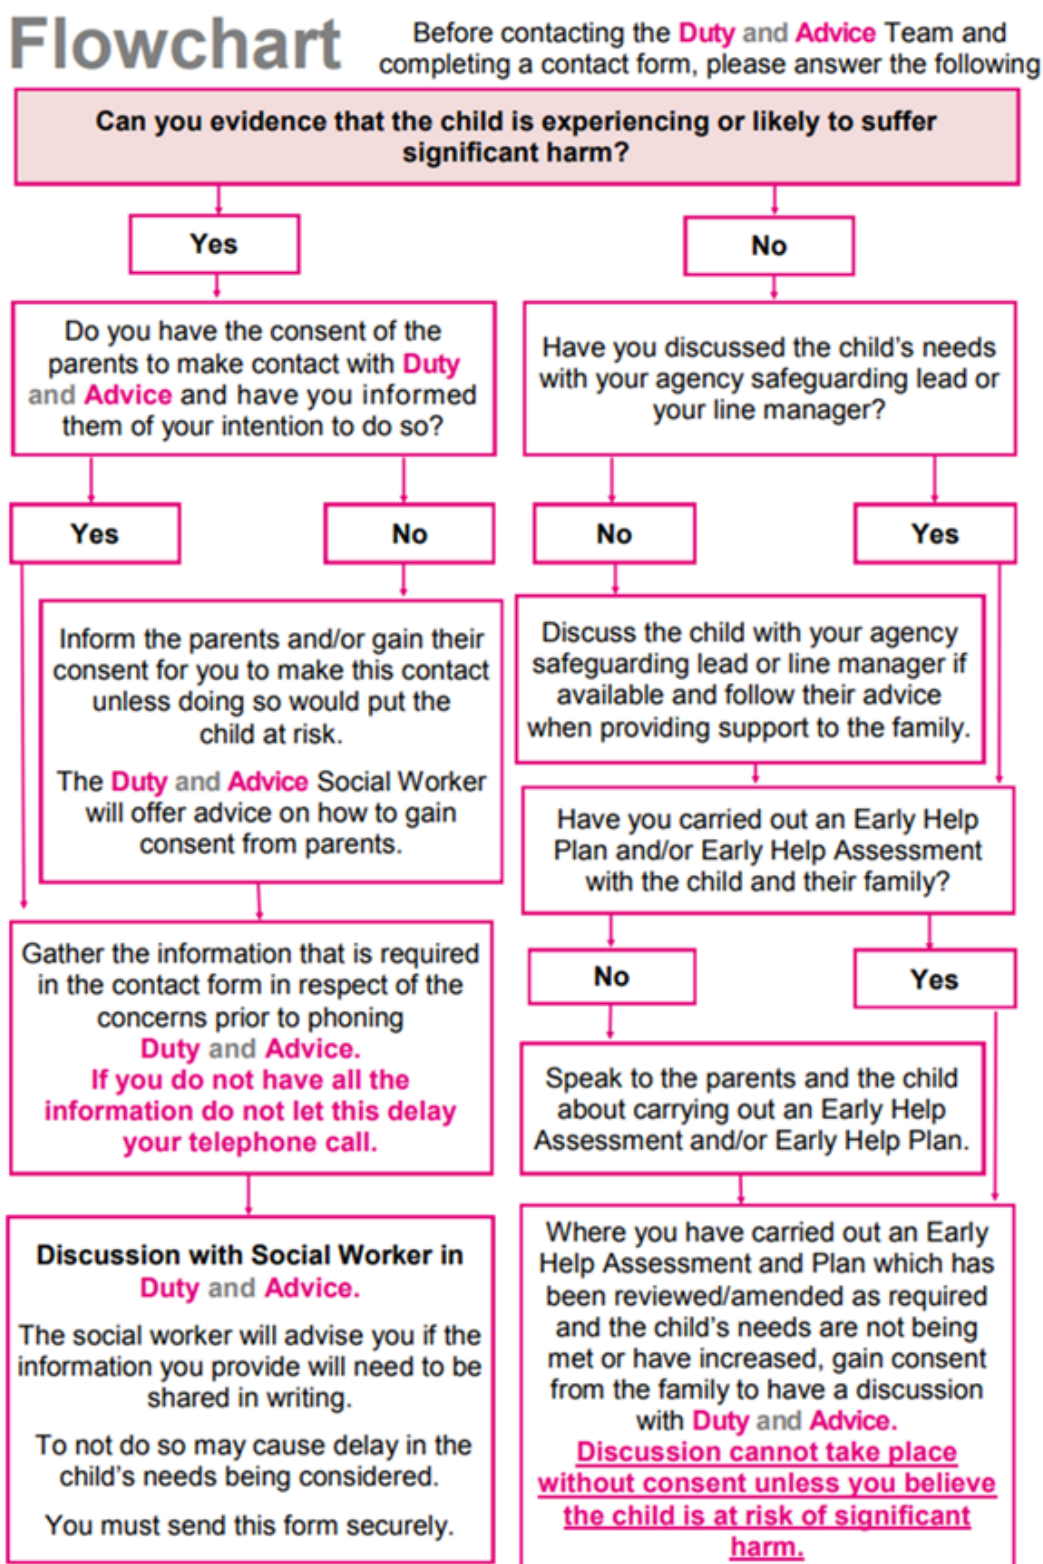 Flowchart
Before contacting the Duty and Advice Team and
completing a contact form, please answer the following
Can you evidence that the child is experiencing or likely to suffer
significant harm?
Yes
No
Do you have the consent of the
parents to make contact with Duty
and Advice and have you informed
them of your intention to do so?
Have you discussed the child's needs
with your agency safeguarding lead or
your line manager?
Yes
No
No
Yes
Inform the parents and/or gain their
consent for you to make this contact
unless doing so would put the
child at risk.
The Duty and Advice Social Worker
will offer advice on how to gain
consent from parents.
Discuss the child with your agency
safeguarding lead or line manager if
available and follow their advice
when providing support to the family.
Have you carried out an Early Help
Plan and/or Early Help Assessment
with the child and their family?
Gather the information that is required
in the contact form in respect of the
concerns prior to phoning
Duty and Advice.
If you do not have all the
information do not let this delay
your telephone call.
No
Yes
Speak to the parents and the child
about carrying out an Early Help
Assessment and/or Early Help Plan.
Discussion with Social Worker in
Duty and Advice.
The social worker will advise you if the
information you provide will need to be
shared in writing.
To not do so may cause delay in the
child's needs being considered.
You must send this form securely.
Where you have carried out an Early
Help Assessment and Plan which has
been reviewed/amended as required
and the child's needs are not being
met or have increased, gain consent
from the family to have a discussion
with Duty and Advice.
Discussion cannot take place
without consent unless you believe
the child is at risk of significant
harm.